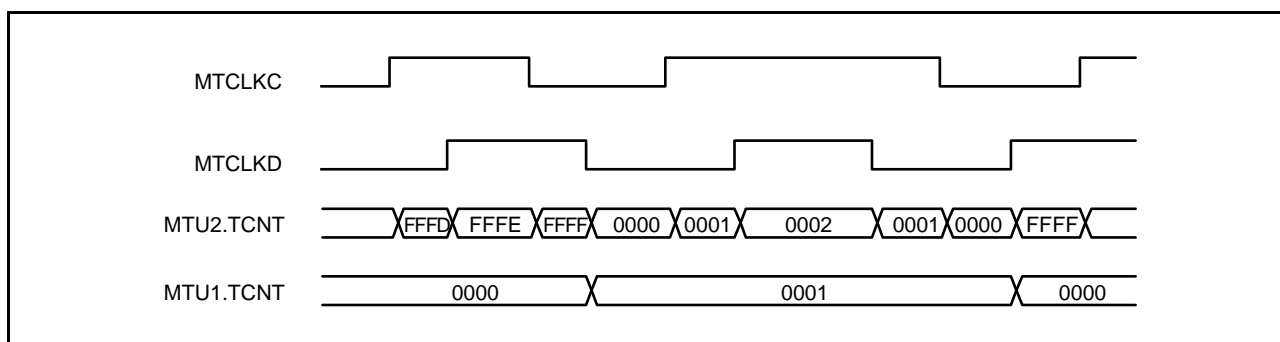 MTCLKC
MTCLKD
MTU2.TCNT FFFD FFFE FFFF 0000 0001 0002 0001 0000 FFFF
MTU1.TCNT 0000 0001 0000